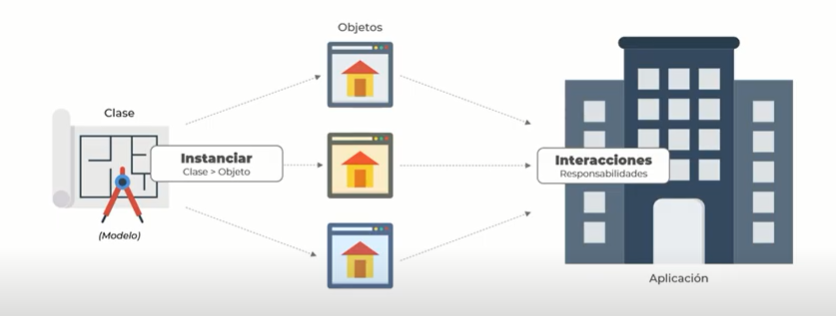 Objetos
Clase
Instanciar
Clase > Objeto
(Modelo)
Interacciones
Responsabilidades
Aplicación